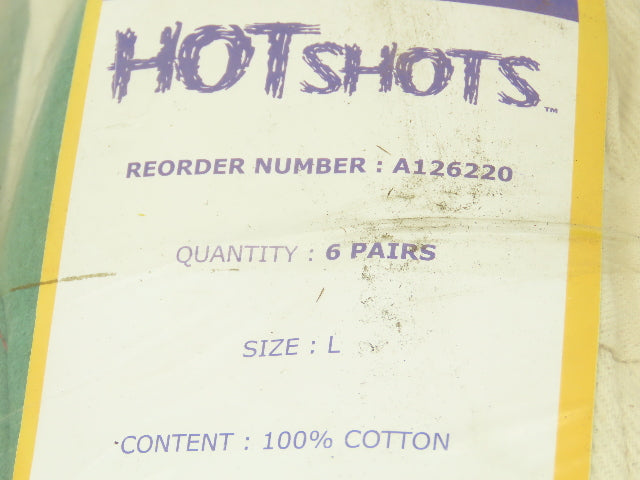 HOTSHOTS™
REORDER NUMBER : A126220
QUANTITY : 6 PAIRS
SIZE : L
CONTENT : 100% COTTON